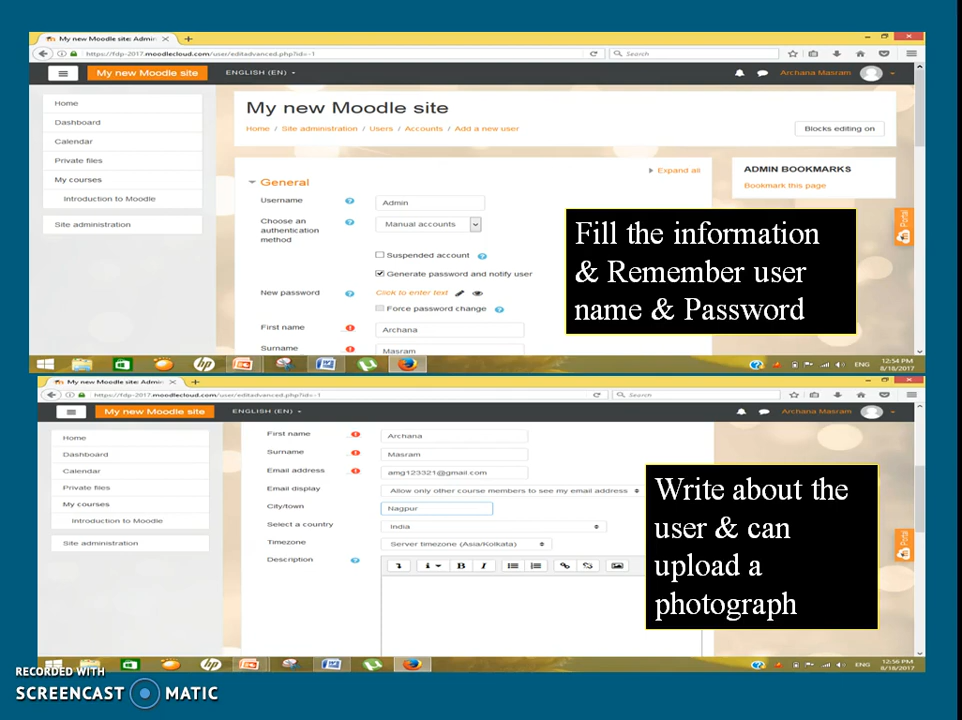 My new Moodle site: Admin
https://fdp-2017.moodlecloud.com/user/editadvanced.php?id=-1
Search
My new Moodle site
ENGLISH (EN)
Archana Masram
Home
Dashboard
Calendar
Private files
My courses
Introduction to Moodle
Site administration
My new Moodle site
Home / Site administration / Users / Accounts / Add a new user
Blocks editing on
Expand all
ADMIN BOOKMARKS
Bookmark this page
General
Username
Admin
Choose an
authentication
method
Manual accounts
Suspended account
Generate password and notify user
New password
Click to enter text
Force password change
First name
Archana
Surname
Masram
Portal
Fill the information
& Remember user
name & Password
ENG
12:54 PM
8/18/2017
My new Moodle site: Admin
https://fdp-2017.moodlecloud.com/user/editadvanced.php?id=-1
Search
My new Moodle site
ENGLISH (EN)
Archana Masram
Home
Dashboard
Calendar
Private files
My courses
Introduction to Moodle
Site administration
First name
Archana
Surname
Masram
Email address
amg123321@gmail.com
Email display
Allow only other course members to see my email address
City/town
Nagpur
Select a country
India
Timezone
Server timezone (Asia/Kolkata)
Description
B I
Portal
Write about the
user & can
upload a
photograph
ENG
12:56 PM
8/18/2017
RECORDED WITH
SCREENCAST MATIC